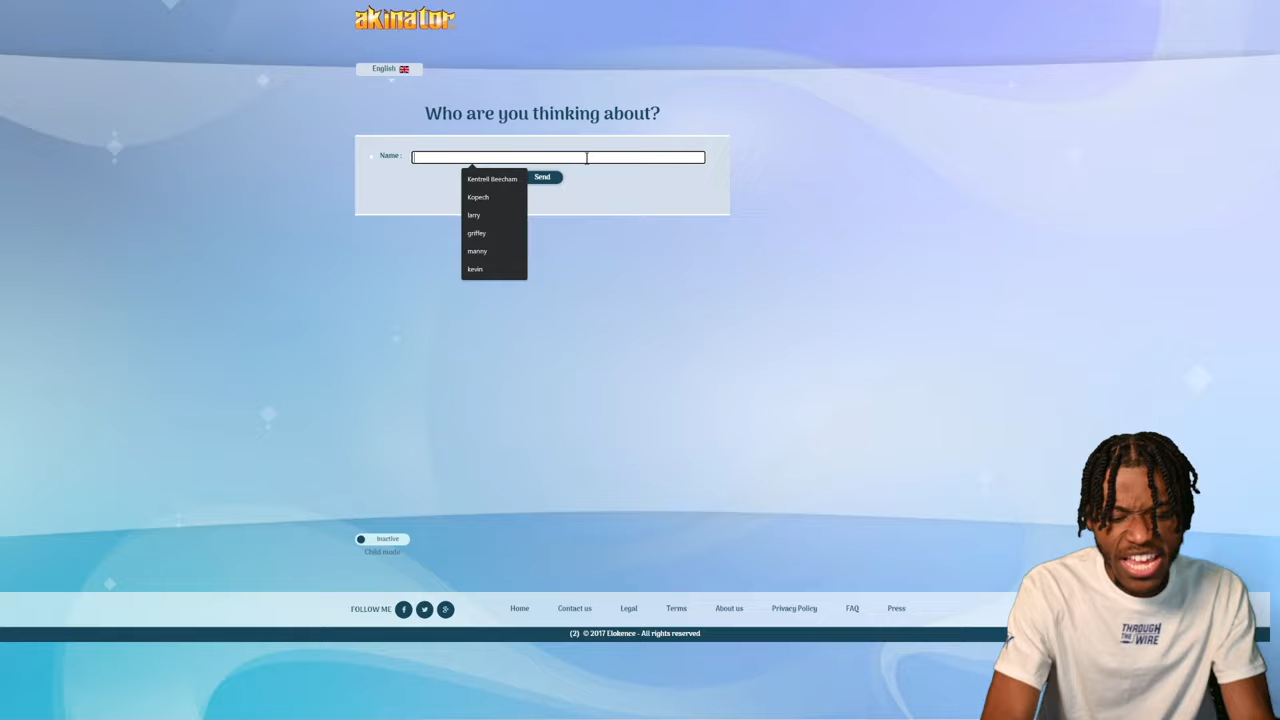 akinator
English
Who are you thinking about?
Name :
Send
Kentrell Beecham
Kopech
larry
griffey
manny
kevin
Inactive
Child mode
FOLLOW ME
Home Contact us Legal Terms About us Privacy Policy FAQ Press
(2) © 2017 Elokence - All rights reserved
THROUGH
THE WIRE